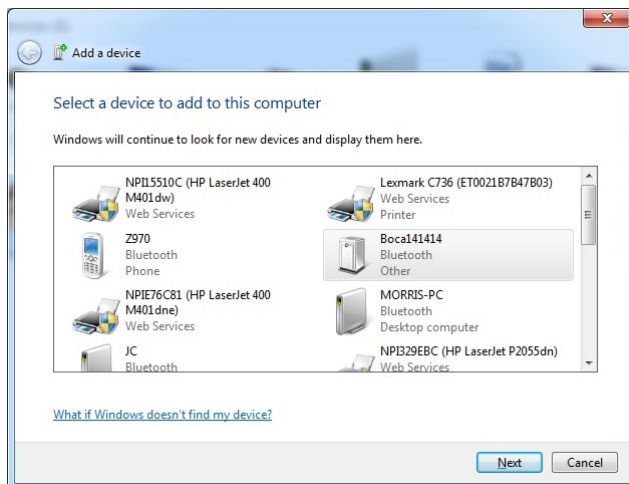 Add a device
Select a device to add to this computer
Windows will continue to look for new devices and display them here.
NPI15510C (HP LaserJet 400
M401dw)
Web Services
Lexmark C736 (ET0021B7B47B03)
Web Services
Printer
Z970
Bluetooth
Phone
Boca141414
Bluetooth
Other
NPIE76C81 (HP LaserJet 400
M401dne)
Web Services
MORRIS-PC
Bluetooth
Desktop computer
JC
Bluetooth
NPI329EBC (HP LaserJet P2055dn)
Web Services
What if Windows doesn't find my device?
Next
Cancel